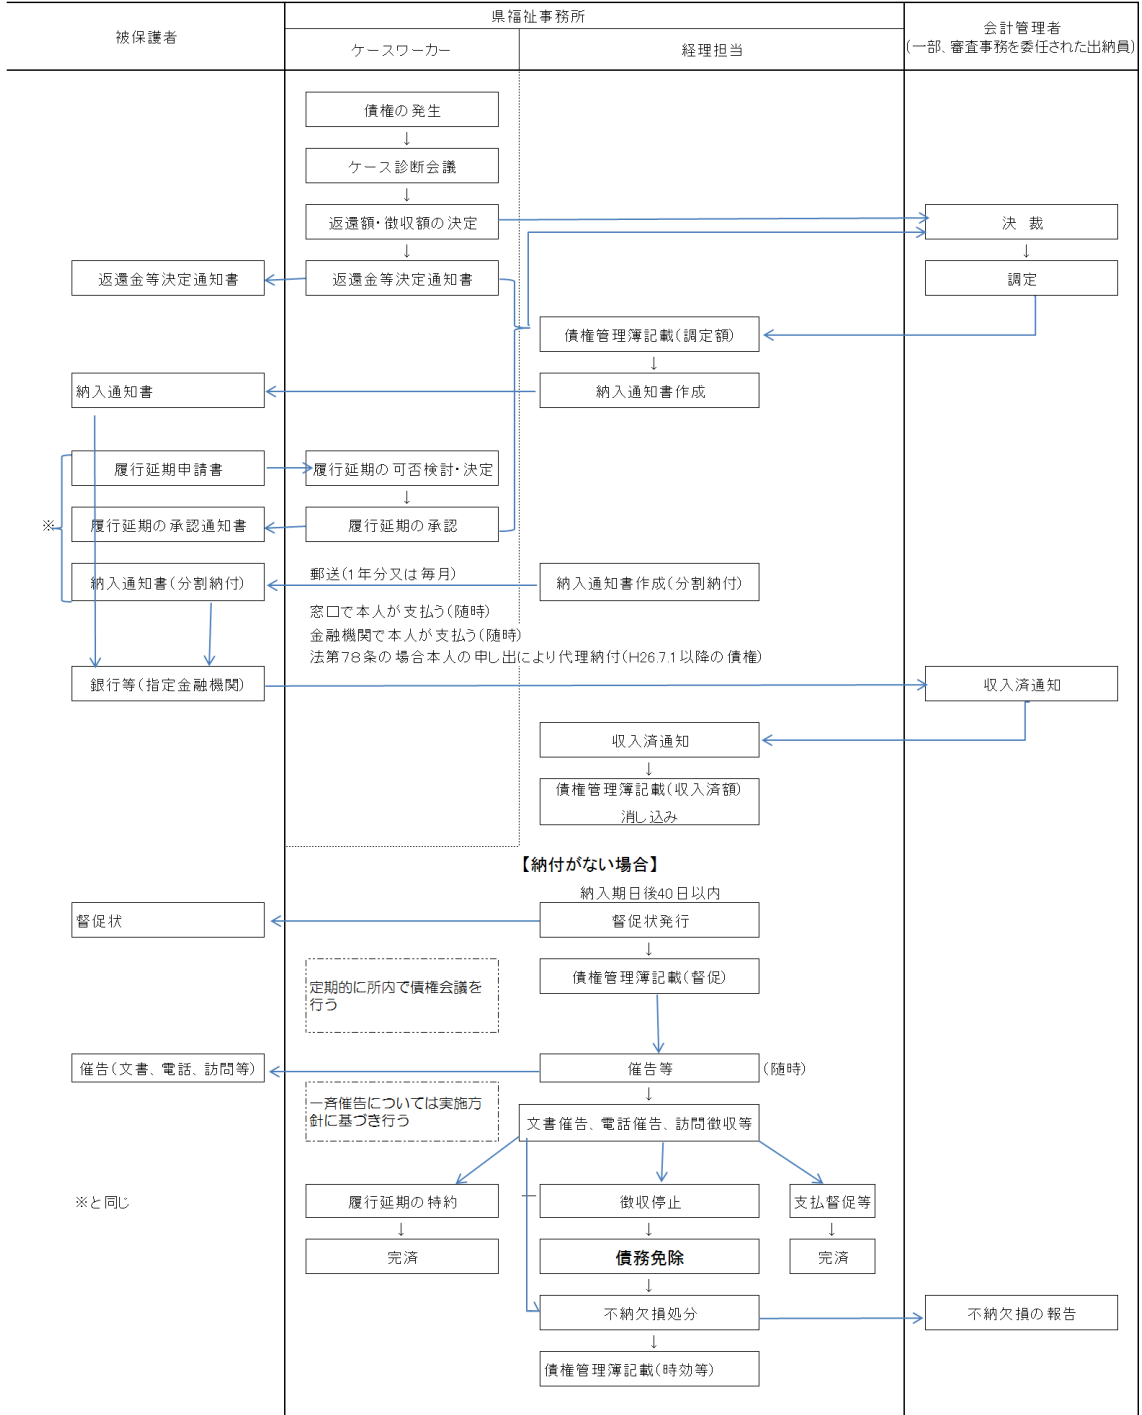 被保護者
県福祉事務所
ケースワーカー
経理担当
会計管理者
(一部、審査事務を委任された出納員)
債権の発生
↓
ケース診断会議
↓
返還額・徴収額の決定
決 裁
↓
↓
返還金等決定通知書
返還金等決定通知書
調定
債権管理簿記載(調定額)
↓
納入通知書
納入通知書作成
履行延期申請書
履行延期の可否検討・決定
↓
※
履行延期の承認通知書
履行延期の承認
納入通知書(分割納付)
郵送(1年分又は毎月)
納入通知書作成(分割納付)
窓口で本人が支払う(随時)
金融機関で本人が支払う(随時)
法第78条の場合本人の申し出により代理納付(H26.7.1以降の債権)
銀行等(指定金融機関)
収入済通知
収入済通知
↓
債権管理簿記載(収入済額)
消し込み
【納付がない場合】
納入期日後40日以内
督促状
督促状発行
↓
債権管理簿記載(督促)
定期的に所内で債権会議を
行う
催告(文書、電話、訪問等)
催告等
(随時)
↓
一斉催告については実施方
針に基づき行う
文書催告、電話催告、訪問徴収等
※と同じ
履行延期の特約
徴収停止
支払督促等
↓
↓
↓
完済
債務免除
完済
↓
不納欠損処分
不納欠損の報告
↓
債権管理簿記載(時効等)